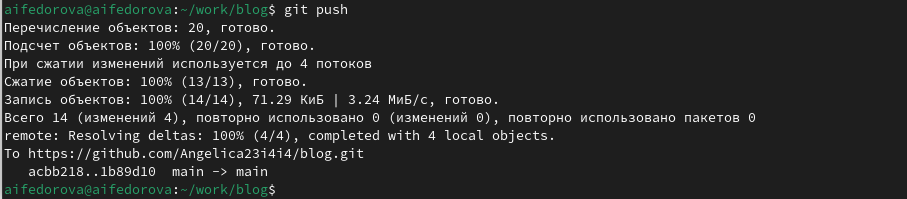 aifedorova@aifedorova:~/work/blog$ git push
Перечисление объектов: 20, готово.
Подсчет объектов: 100% (20/20), готово.
При сжатии изменений используется до 4 потоков
Сжатие объектов: 100% (13/13), готово.
Запись объектов: 100% (14/14), 71.29 КиБ | 3.24 МиБ/с, готово.
Всего 14 (изменений 4), повторно использовано 0 (изменений 0), повторно использовано пакетов 0
remote: Resolving deltas: 100% (4/4), completed with 4 local objects.
To https://github.com/Angelica23i4i4/blog.git
   acbb218..1b89d10  main -> main
aifedorova@aifedorova:~/work/blog$